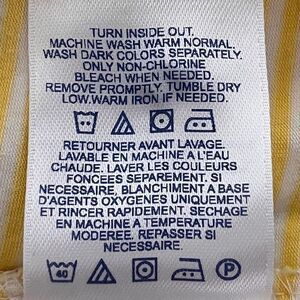 TURN INSIDE OUT.
MACHINE WASH WARM NORMAL.
WASH DARK COLORS SEPARATELY.
ONLY NON-CHLORINE
BLEACH WHEN NEEDED.
REMOVE PROMPTLY. TUMBLE DRY
LOW.WARM IRON IF NEEDED.
RETOURNER AVANT LAVAGE.
LAVABLE EN MACHINE A L'EAU
CHAUDE. LAVER LES COULEURS
FONCEES SEPAREMENT. SI
NECESSAIRE, BLANCHIMENT A BASE
D'AGENTS OXYGENES UNIQUEMENT
ET RINCER RAPIDEMENT. SECHAGE
EN MACHINE A TEMPERATURE
MODEREE. REPASSER SI
NECESSAIRE
40 P